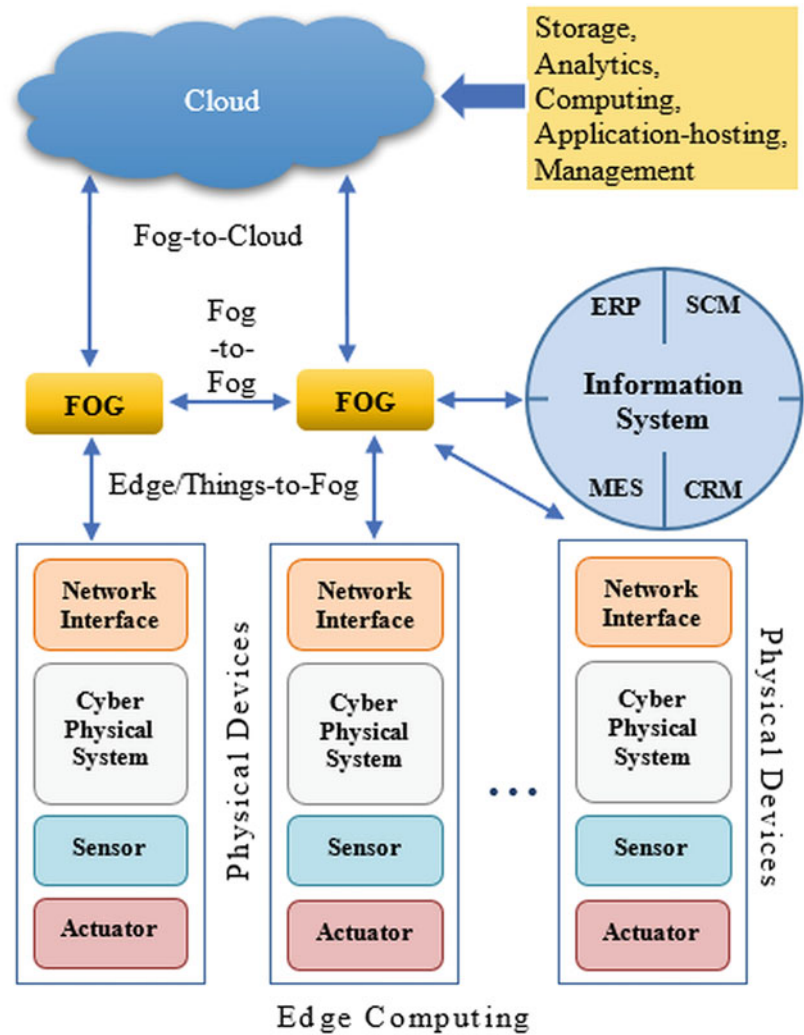 Storage,
Analytics,
Computing,
Application-hosting,
Management
Cloud
Fog-to-Cloud
Fog
-to-
Fog
ERP
SCM
Information
System
MES
CRM
FOG
FOG
Edge/Things-to-Fog
Network
Interface
Cyber
Physical
System
Sensor
Actuator
Physical Devices
Network
Interface
Cyber
Physical
System
Sensor
Actuator
...
Network
Interface
Cyber
Physical
System
Sensor
Actuator
Physical Devices
Edge Computing